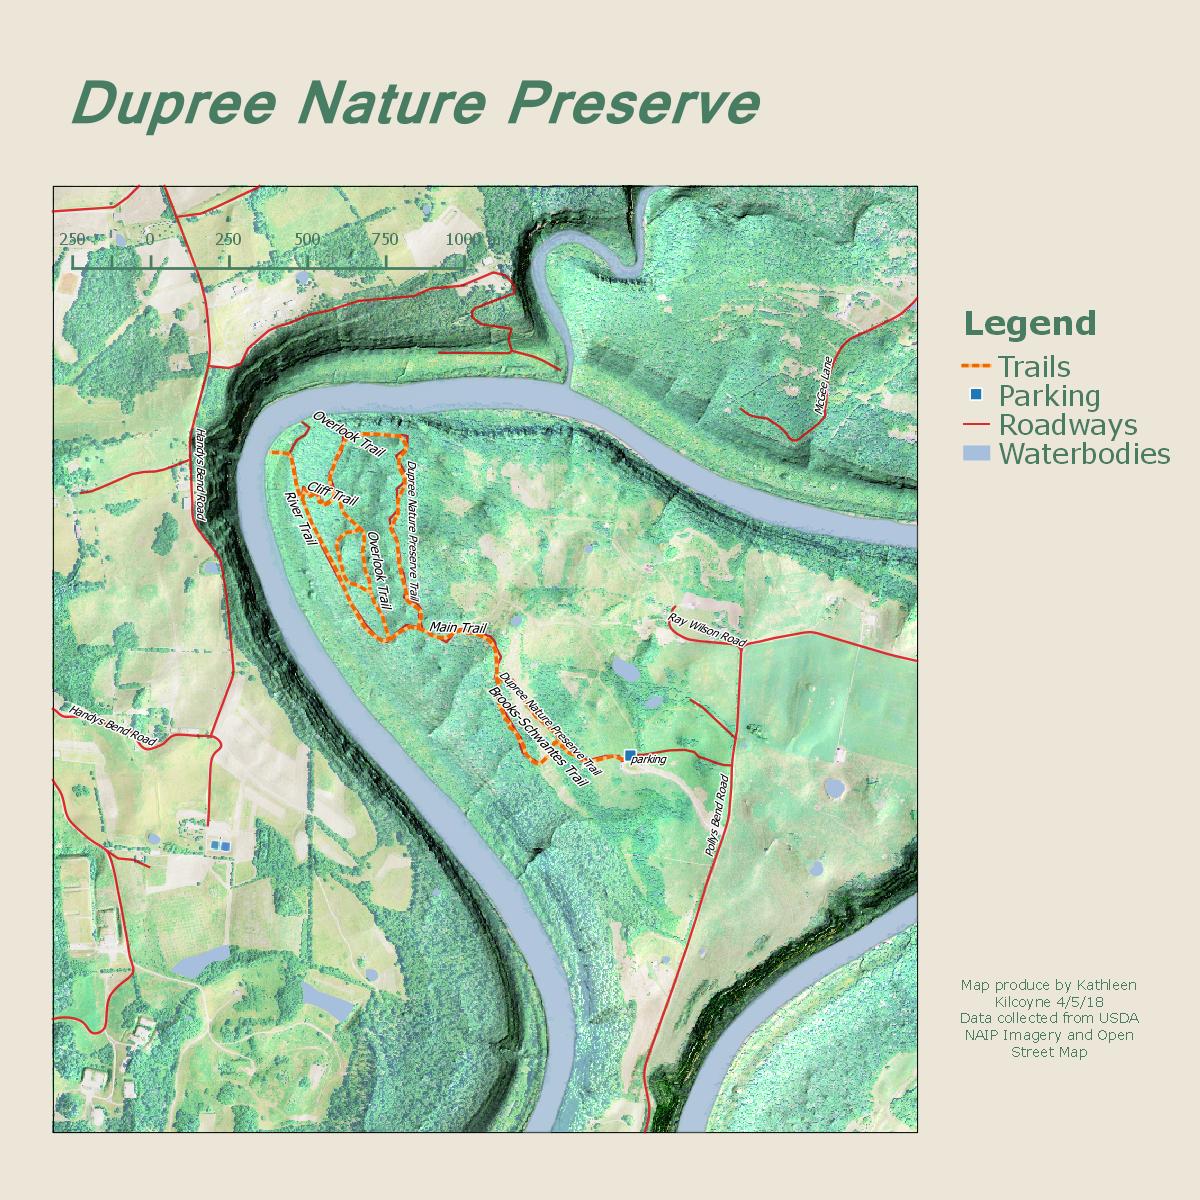 Dupree Nature Preserve
250 0 250 500 750 1000 m
McGee Lane
Overlook Trail
Handys Bend Road
Cliff Trail
River Trail
Dupree Nature Preserve Trail
Overlook Trail
Main Trail
Ray Wilson Road
Dupree Nature Preserve Trail
Brooks-Schwantes Trail
Handys Bend Road
parking
Pollys Bend Road
Legend
Trails
Parking
Roadways
Waterbodies
Map produce by Kathleen
Kilcoyne 4/5/18
Data collected from USDA
NAIP Imagery and Open
Street Map